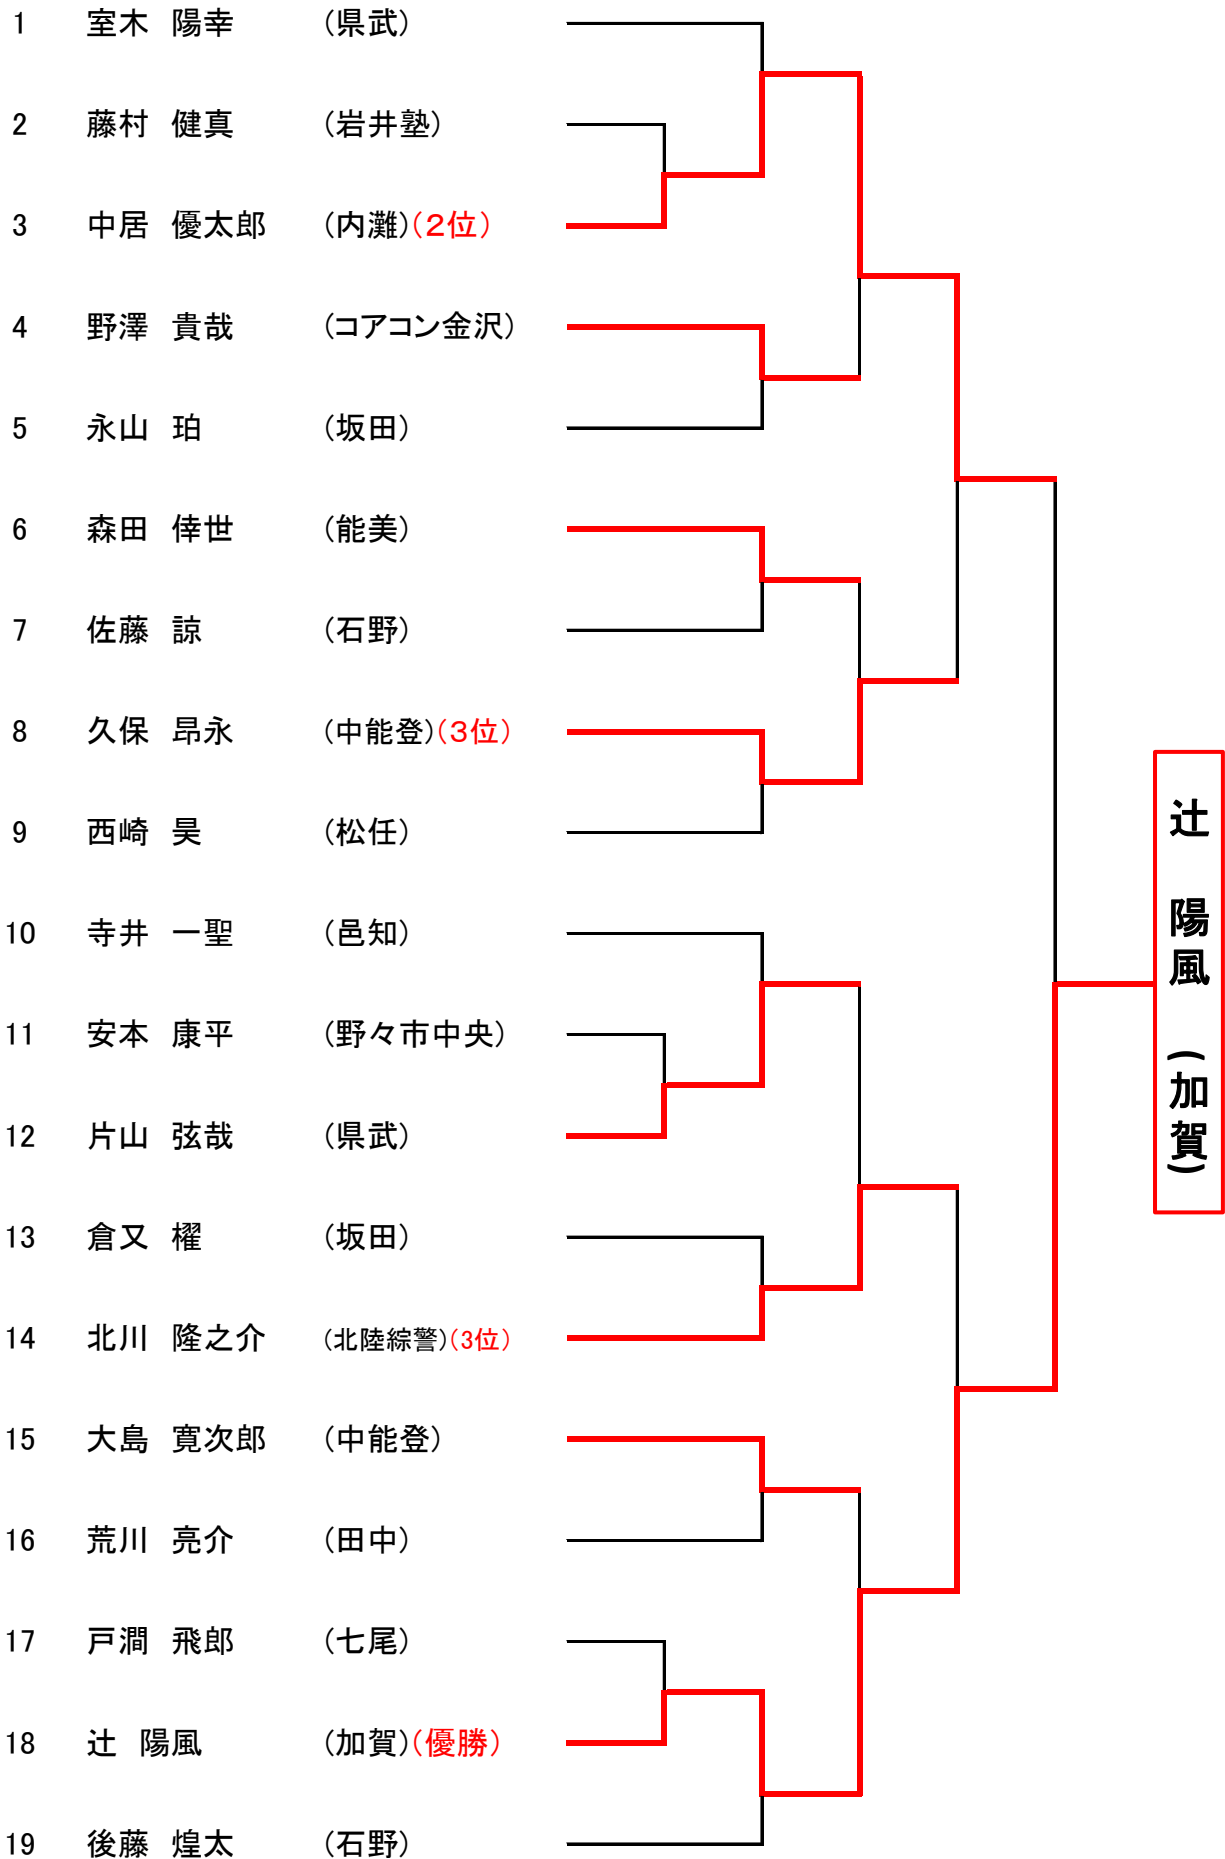 1 室木 陽幸 (県武)
2 藤村 健真 (岩井塾)
3 中居 優太郎 (内灘)(2位)
4 野澤 貴哉 (コアコン金沢)
5 永山 珀 (坂田)
6 森田 倖世 (能美)
7 佐藤 諒 (石野)
8 久保 昂永 (中能登)(3位)
9 西崎 昊 (松任)
10 寺井 一聖 (邑知)
11 安本 康平 (野々市中央)
12 片山 弦哉 (県武)
13 倉又 櫂 (坂田)
14 北川 隆之介 (北陸綜警)(3位)
15 大島 寛次郎 (中能登)
16 荒川 亮介 (田中)
17 戸澗 飛郎 (七尾)
18 辻 陽風 (加賀)(優勝)
19 後藤 煌太 (石野)
辻 陽風 (加賀)